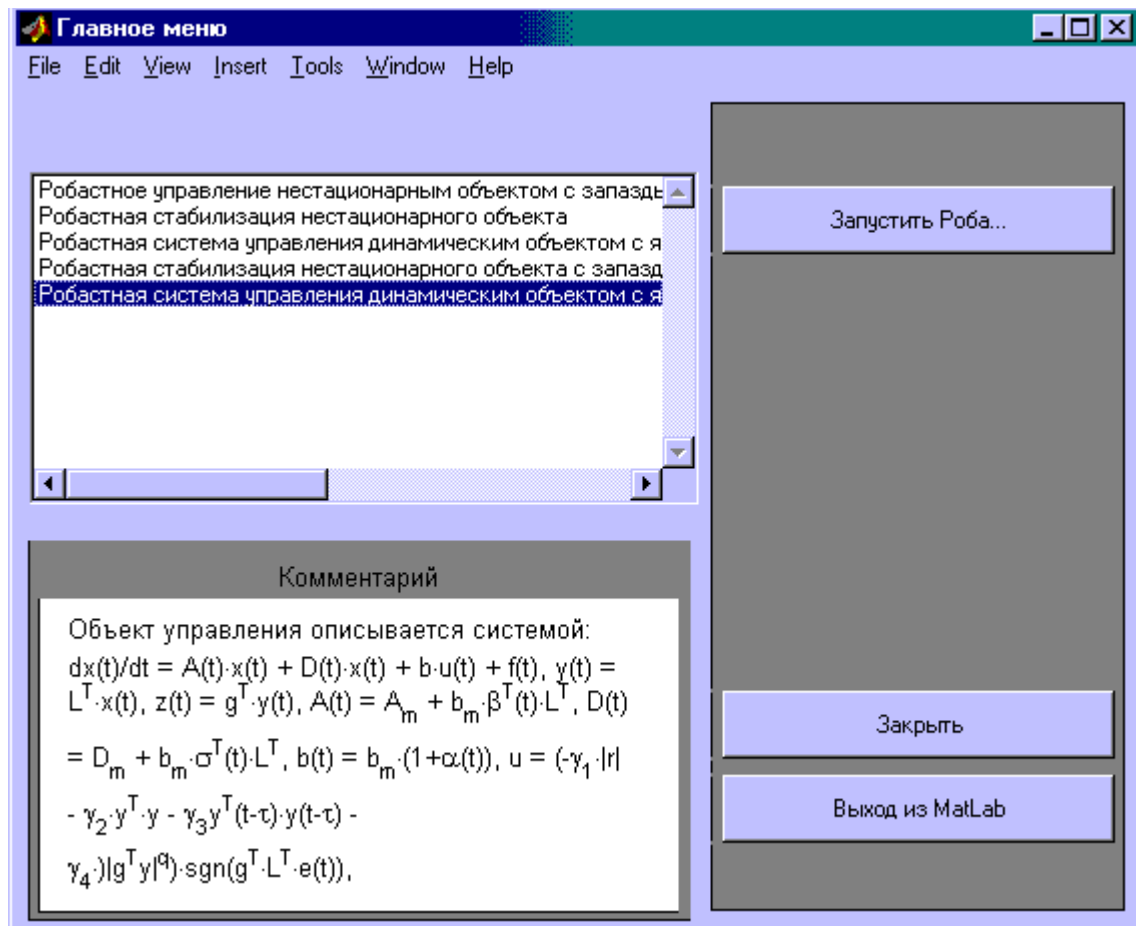 Главное меню
File Edit View Insert Tools Window Help
Робастное управление нестационарным объектом с запазды
Робастная стабилизация нестационарного объекта
Робастная система управления динамическим объектом с я
Робастная стабилизация нестационарного объекта с запазд
Робастная система управления динамическим объектом с я
Запустить Роба...
Комментарий
Объект управления описывается системой:
dx(t)/dt = A(t)·x(t) + D(t)·x(t) + b·u(t) + f(t), y(t) =
L^T·x(t), z(t) = g^T·y(t), A(t) = A_m + b_m·β^T(t)·L^T, D(t)
= D_m + b_m·σ^T(t)·L^T, b(t) = b_m·(1+α(t)), u = (-γ_1·|r|
- γ_2·y^T·y - γ_3y^T(t-τ)·y(t-τ) -
γ_4·)|g^Ty|^q)·sgn(g^T·L^T·e(t)),
Закрыть
Выход из MatLab